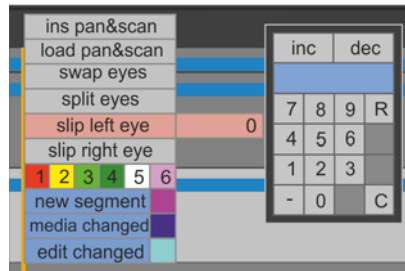 ins pan&scan
load pan&scan
swap eyes
split eyes
slip left eye 0
slip right eye
1 2 3 4 5 6
new segment
media changed
edit changed
inc dec
7 8 9 R
4 5 6
1 2 3
- 0 C